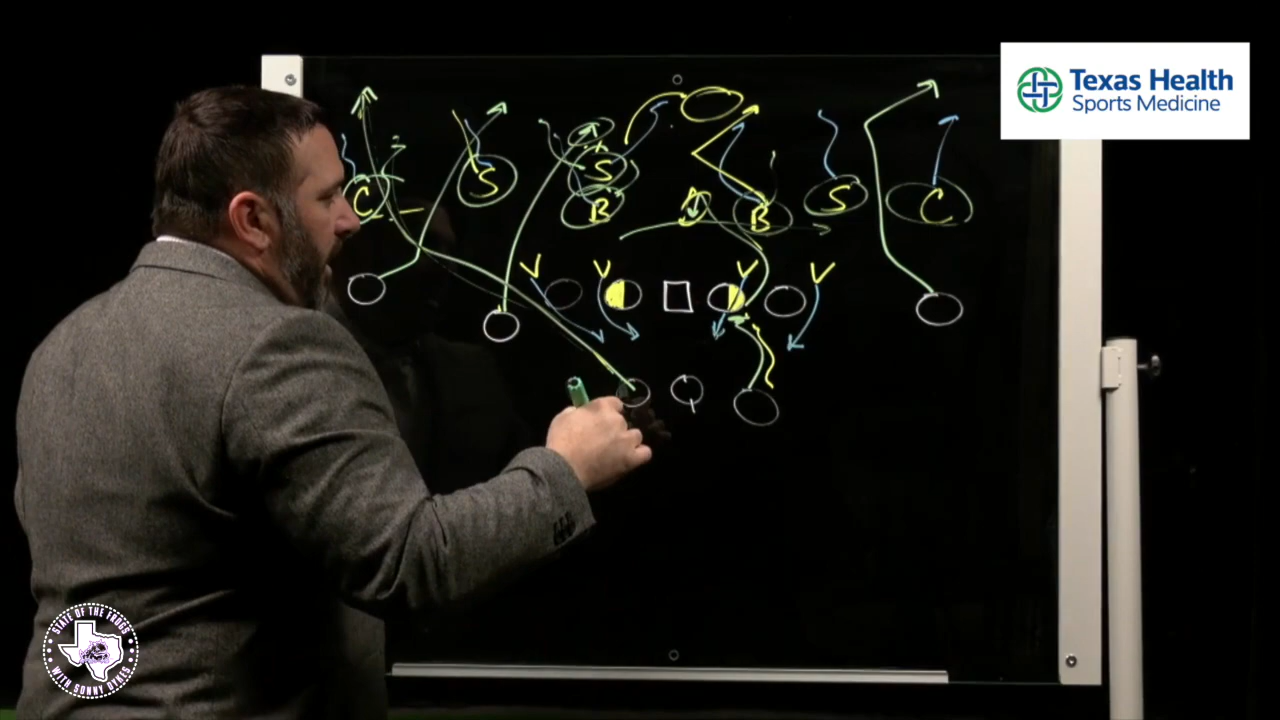 Texas Health
Sports Medicine
C
S
S
B
B
S
C
V
V
V
V
STATE OF THE FROGS
WITH SONNY DYKES